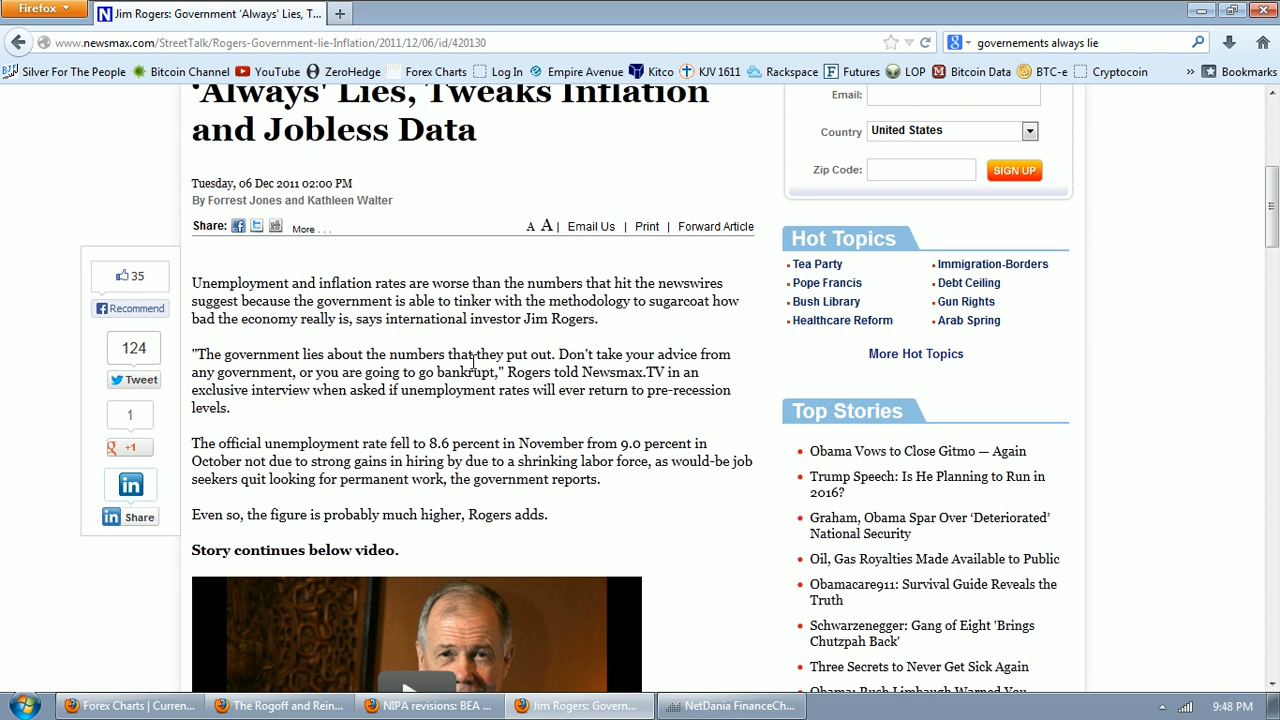 Firefox
Jim Rogers: Government 'Always' Lies, T...
www.newsmax.com/StreetTalk/Rogers-Government-lie-Inflation/2011/12/06/id/420130
governements always lie
Silver For The People
Bitcoin Channel
YouTube
ZeroHedge
Forex Charts
Log In
Empire Avenue
Kitco
KJV 1611
Rackspace
Futures
LOP
Bitcoin Data
BTC-e
Cryptocoin
»
Bookmarks
'Always' Lies, Tweaks Inflation
and Jobless Data
Tuesday, 06 Dec 2011 02:00 PM
By Forrest Jones and Kathleen Walter
Share:
More . . .
A A | Email Us | Print | Forward Article
35
Recommend
124
Tweet
1
+1
in
in Share
Unemployment and inflation rates are worse than the numbers that hit the newswires
suggest because the government is able to tinker with the methodology to sugarcoat how
bad the economy really is, says international investor Jim Rogers.
"The government lies about the numbers that they put out. Don't take your advice from
any government, or you are going to go bankrupt," Rogers told Newsmax.TV in an
exclusive interview when asked if unemployment rates will ever return to pre-recession
levels.
The official unemployment rate fell to 8.6 percent in November from 9.0 percent in
October not due to strong gains in hiring by due to a shrinking labor force, as would-be job
seekers quit looking for permanent work, the government reports.
Even so, the figure is probably much higher, Rogers adds.
Story continues below video.
Email:
Country
United States
Zip Code:
SIGN UP
Hot Topics
Tea Party
Immigration-Borders
Pope Francis
Debt Ceiling
Bush Library
Gun Rights
Healthcare Reform
Arab Spring
More Hot Topics
Top Stories
Obama Vows to Close Gitmo — Again
Trump Speech: Is He Planning to Run in
2016?
Graham, Obama Spar Over 'Deteriorated'
National Security
Oil, Gas Royalties Made Available to Public
Obamacare911: Survival Guide Reveals the
Truth
Schwarzenegger: Gang of Eight 'Brings
Chutzpah Back'
Three Secrets to Never Get Sick Again
Obama: Rush Limbaugh Warned You
Forex Charts | Curren...
The Rogoff and Rein...
NIPA revisions: BEA ...
Jim Rogers: Govern...
NetDania FinanceCh...
9:48 PM